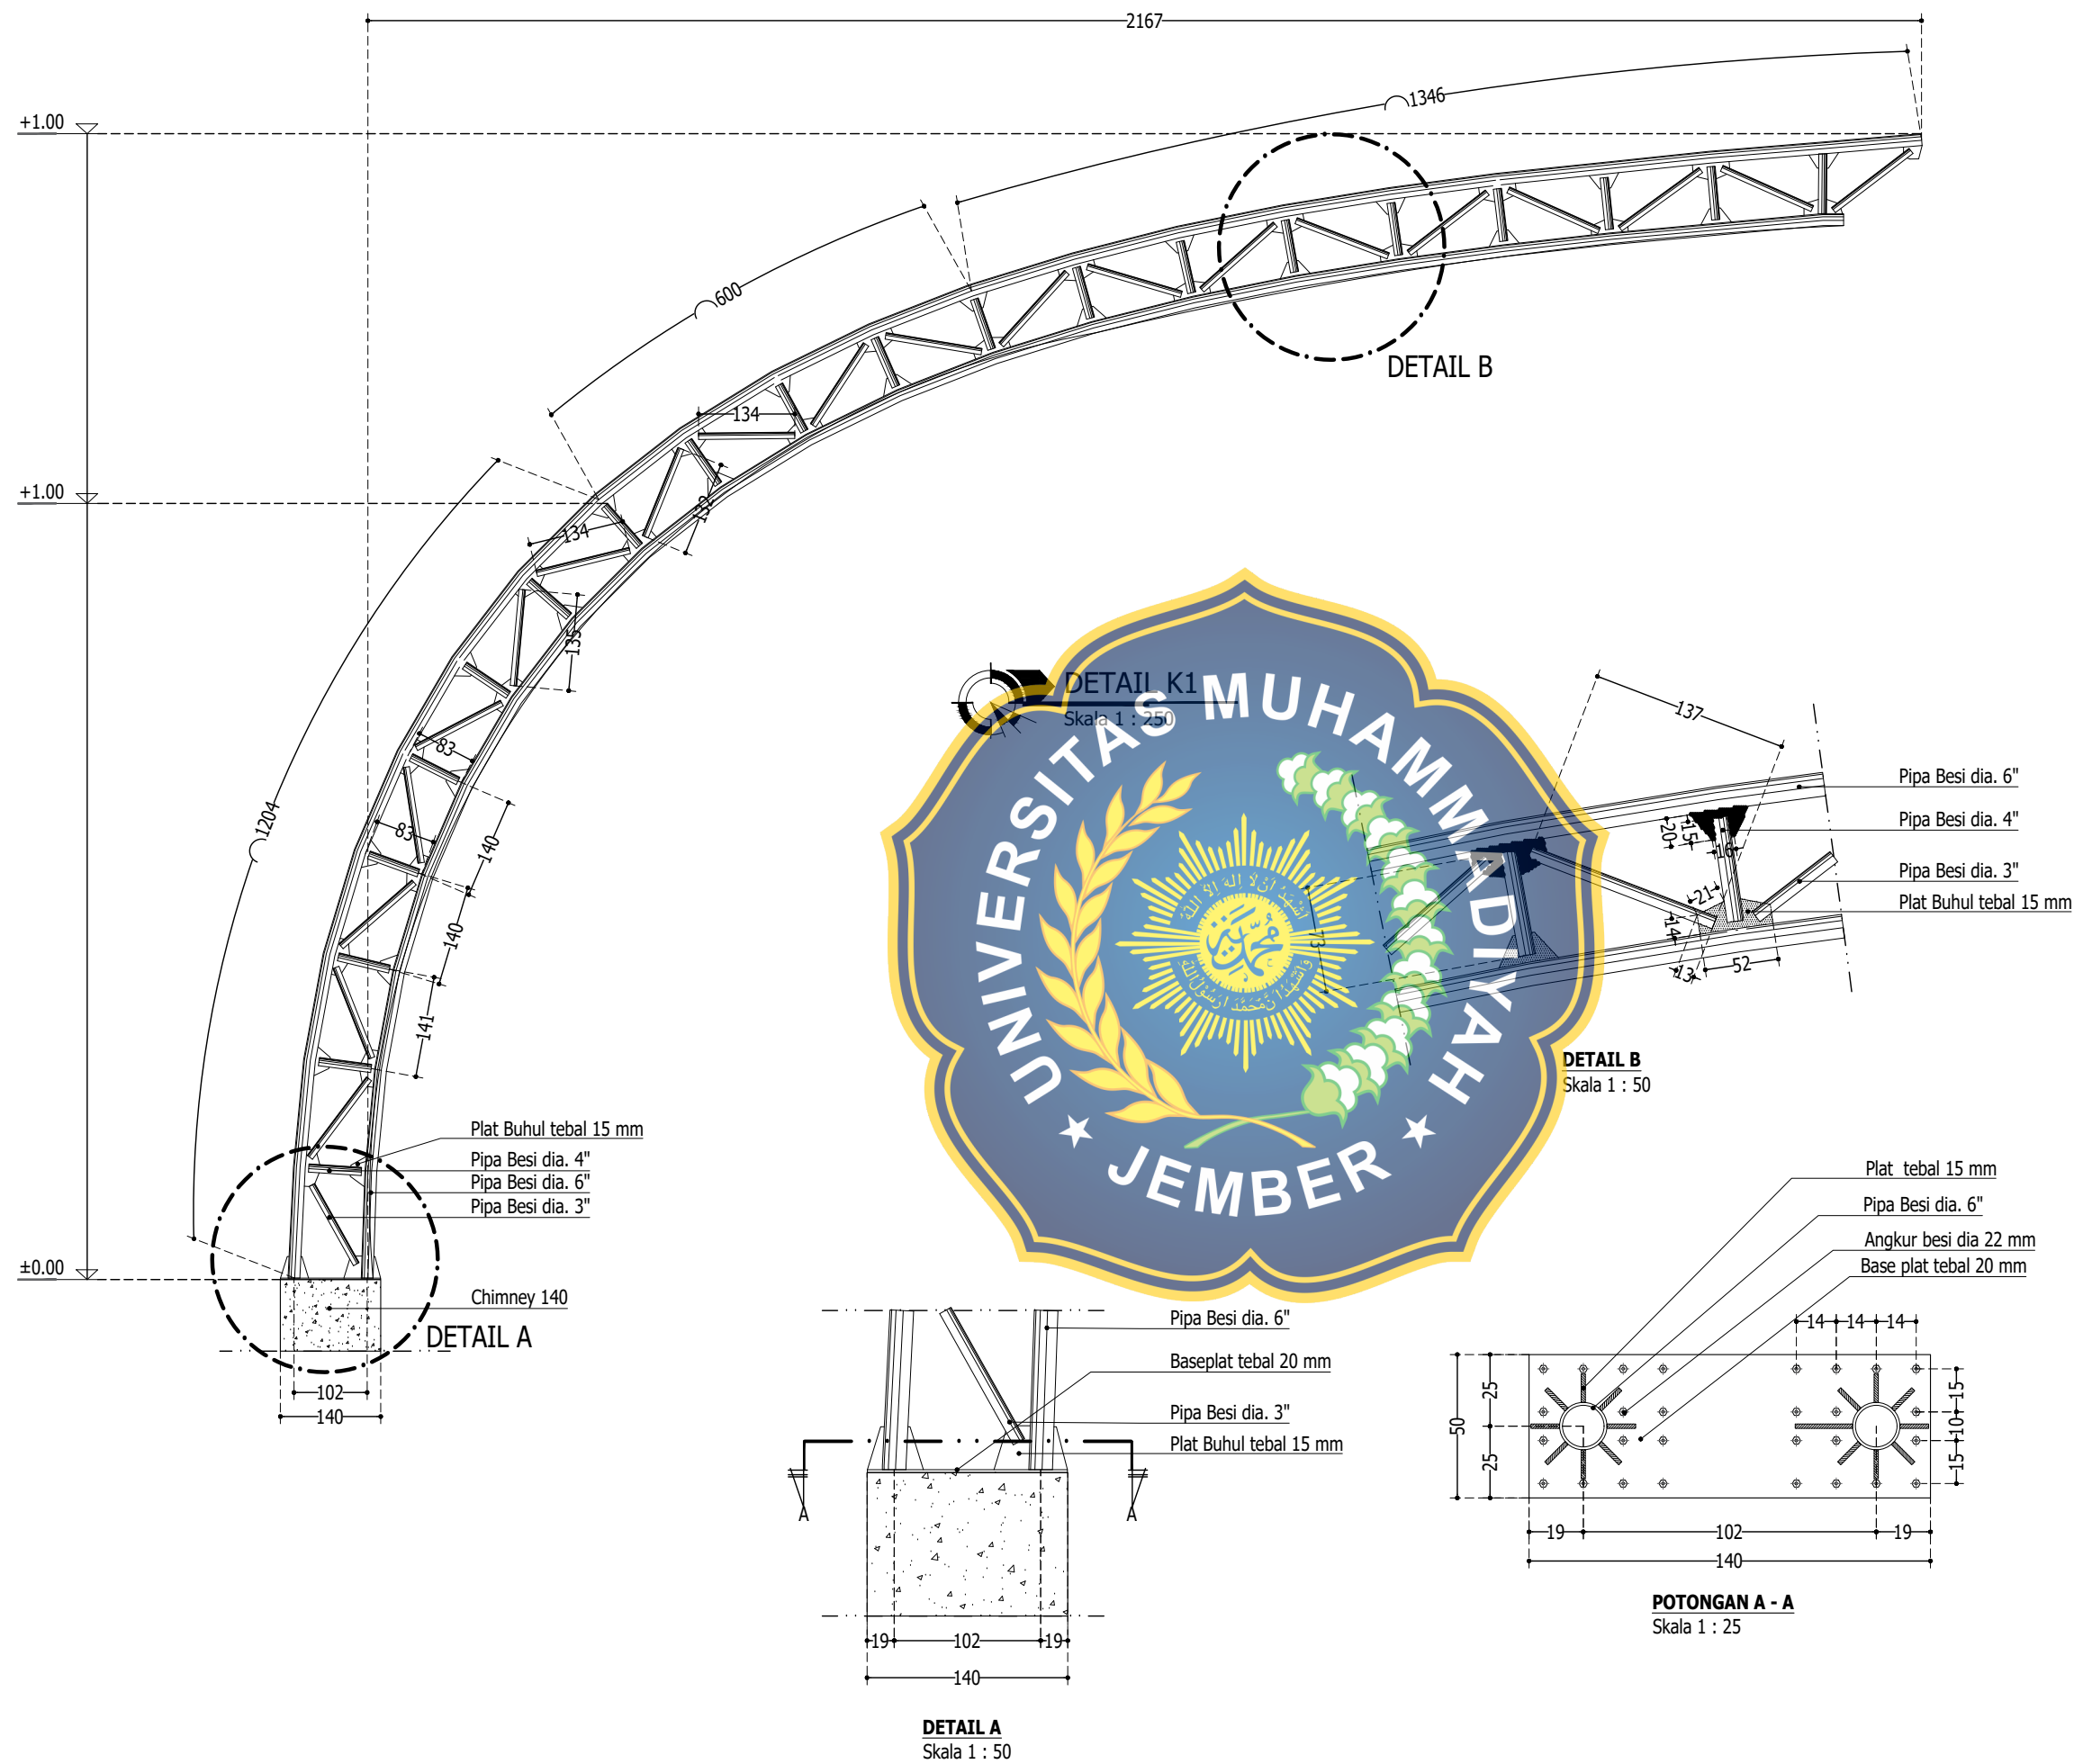 2167
1346
+1.00
600
DETAIL B
134
+1.00
132
134
135
DETAIL K1
Skala 1 : 250
83
83
140
140
141
1204
137
Pipa Besi dia. 6"
Pipa Besi dia. 4"
Pipa Besi dia. 3"
Plat Buhul tebal 15 mm
20
15
16
21
14
13
52
73
DETAIL B
Skala 1 : 50
UNIVERSITAS MUHAMMADIYAH
JEMBER
Plat Buhul tebal 15 mm
Pipa Besi dia. 4"
Pipa Besi dia. 6"
Pipa Besi dia. 3"
±0.00
Chimney 140
DETAIL A
102
140
Pipa Besi dia. 6"
Baseplat tebal 20 mm
Pipa Besi dia. 3"
Plat Buhul tebal 15 mm
A
A
19
102
19
140
DETAIL A
Skala 1 : 50
Plat tebal 15 mm
Pipa Besi dia. 6"
Angkur besi dia 22 mm
Base plat tebal 20 mm
14
14
14
25
50
25
15
10
15
19
102
19
140
POTONGAN A - A
Skala 1 : 25